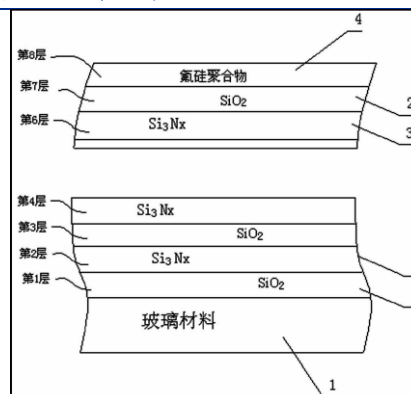 4
第8层
氟硅聚合物
第7层
SiO2
2
第6层
Si3Nx
3
第4层
Si3Nx
第3层
SiO2
第2层
Si3Nx
第1层
SiO2
玻璃材料
1